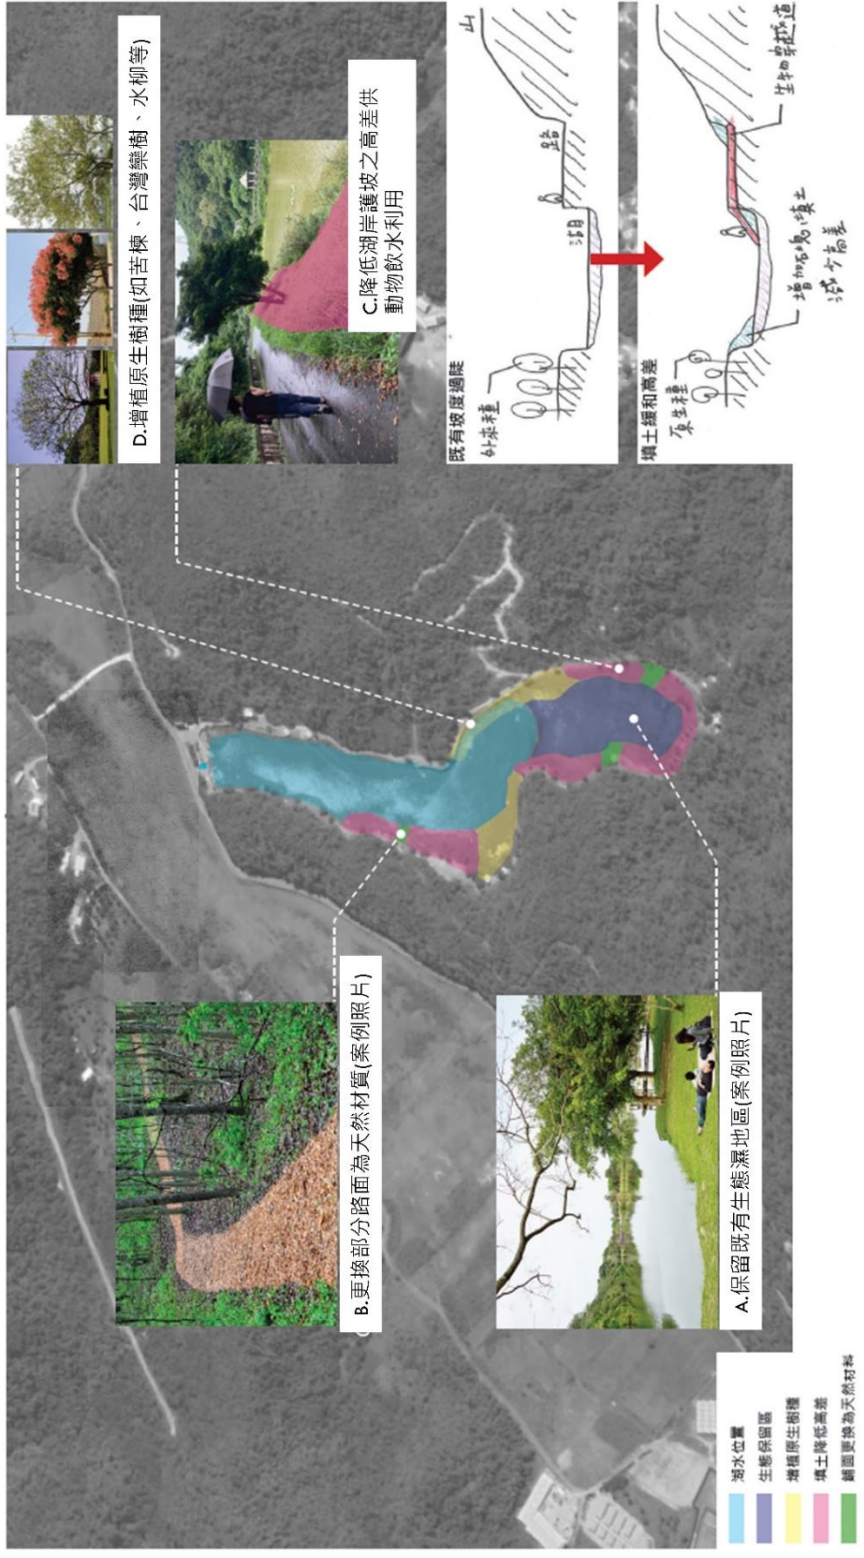 D.增植原生樹種(如苦楝、台灣欒樹、水柳等)
C.降低湖岸護坡之高差供
動物飲水利用
既有坡度過陡
外來種
湖
路
山
填土緩和高差
原生種
增加石塊、填土
減少高差
生物穿越道
B.更換部分路面為天然材質(案例照片)
A.保留既有生態濕地區(案例照片)
湖水位置
生態保留區
增植原生樹種
填土降低高差
鋪面更換為天然材料